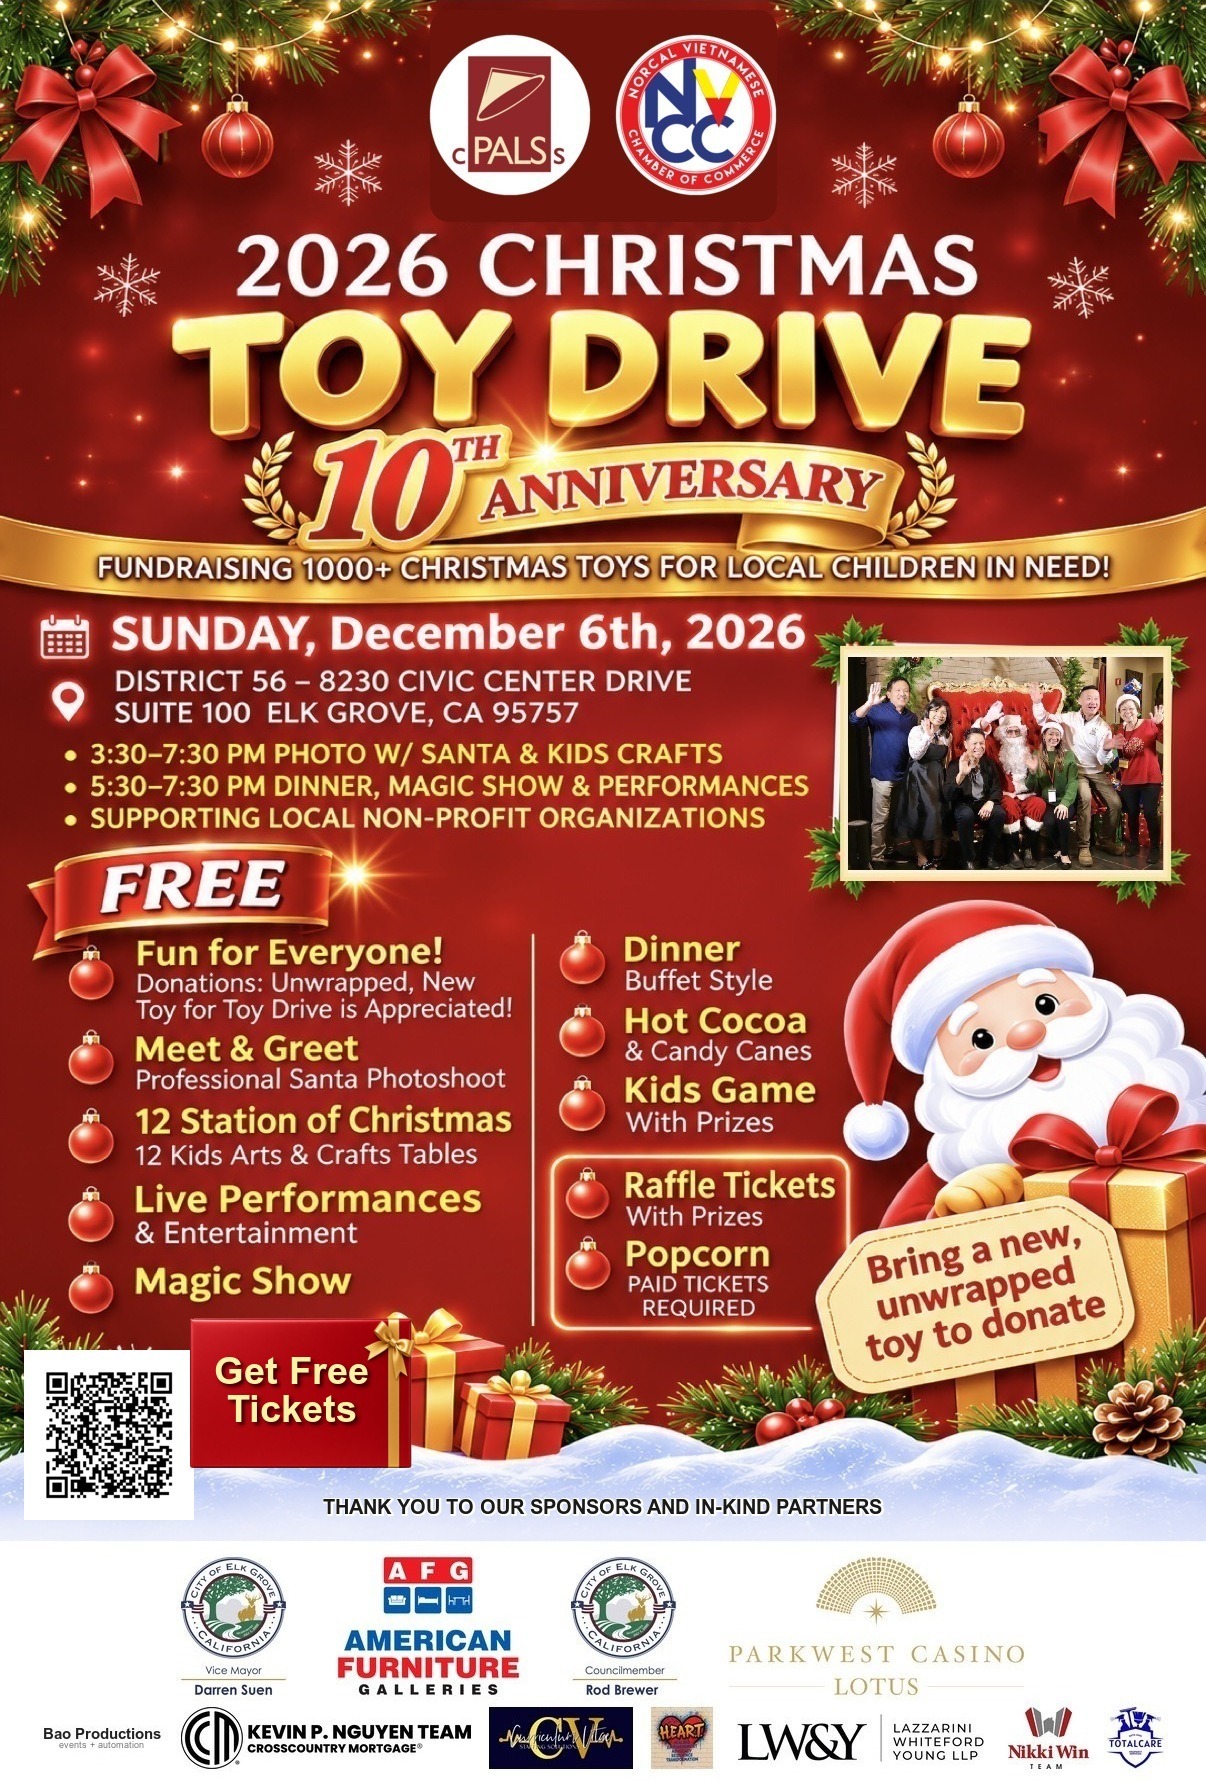 C PALS S
NORCAL VIETNAMESE
NVCC
CHAMBER OF COMMERCE
2026 CHRISTMAS
TOY DRIVE
10TH ANNIVERSARY
FUNDRAISING 1000+ CHRISTMAS TOYS FOR LOCAL CHILDREN IN NEED!
SUNDAY, December 6th, 2026
DISTRICT 56 – 8230 CIVIC CENTER DRIVE
SUITE 100 ELK GROVE, CA 95757
• 3:30–7:30 PM PHOTO W/ SANTA & KIDS CRAFTS
• 5:30–7:30 PM DINNER, MAGIC SHOW & PERFORMANCES
• SUPPORTING LOCAL NON-PROFIT ORGANIZATIONS
FREE
Fun for Everyone!
Donations: Unwrapped, New
Toy for Toy Drive is Appreciated!
Meet & Greet
Professional Santa Photoshoot
12 Station of Christmas
12 Kids Arts & Crafts Tables
Live Performances
& Entertainment
Magic Show
Dinner
Buffet Style
Hot Cocoa
& Candy Canes
Kids Game
With Prizes
Raffle Tickets
With Prizes
Popcorn
PAID TICKETS
REQUIRED
Bring a new,
unwrapped
toy to donate
Get Free
Tickets
THANK YOU TO OUR SPONSORS AND IN-KIND PARTNERS
CITY OF ELK GROVE
CALIFORNIA
Vice Mayor
Darren Suen
AFG
AMERICAN
FURNITURE
GALLERIES
CITY OF ELK GROVE
CALIFORNIA
Councilmember
Rod Brewer
PARKWEST CASINO
LOTUS
Bao Productions
events + automation
KEVIN P. NGUYEN TEAM
CROSSCOUNTRY MORTGAGE®
CV
HEART
LW&Y
LAZZARINI
WHITEFORD
YOUNG LLP
Nikki Win
TEAM
TOTALCARE